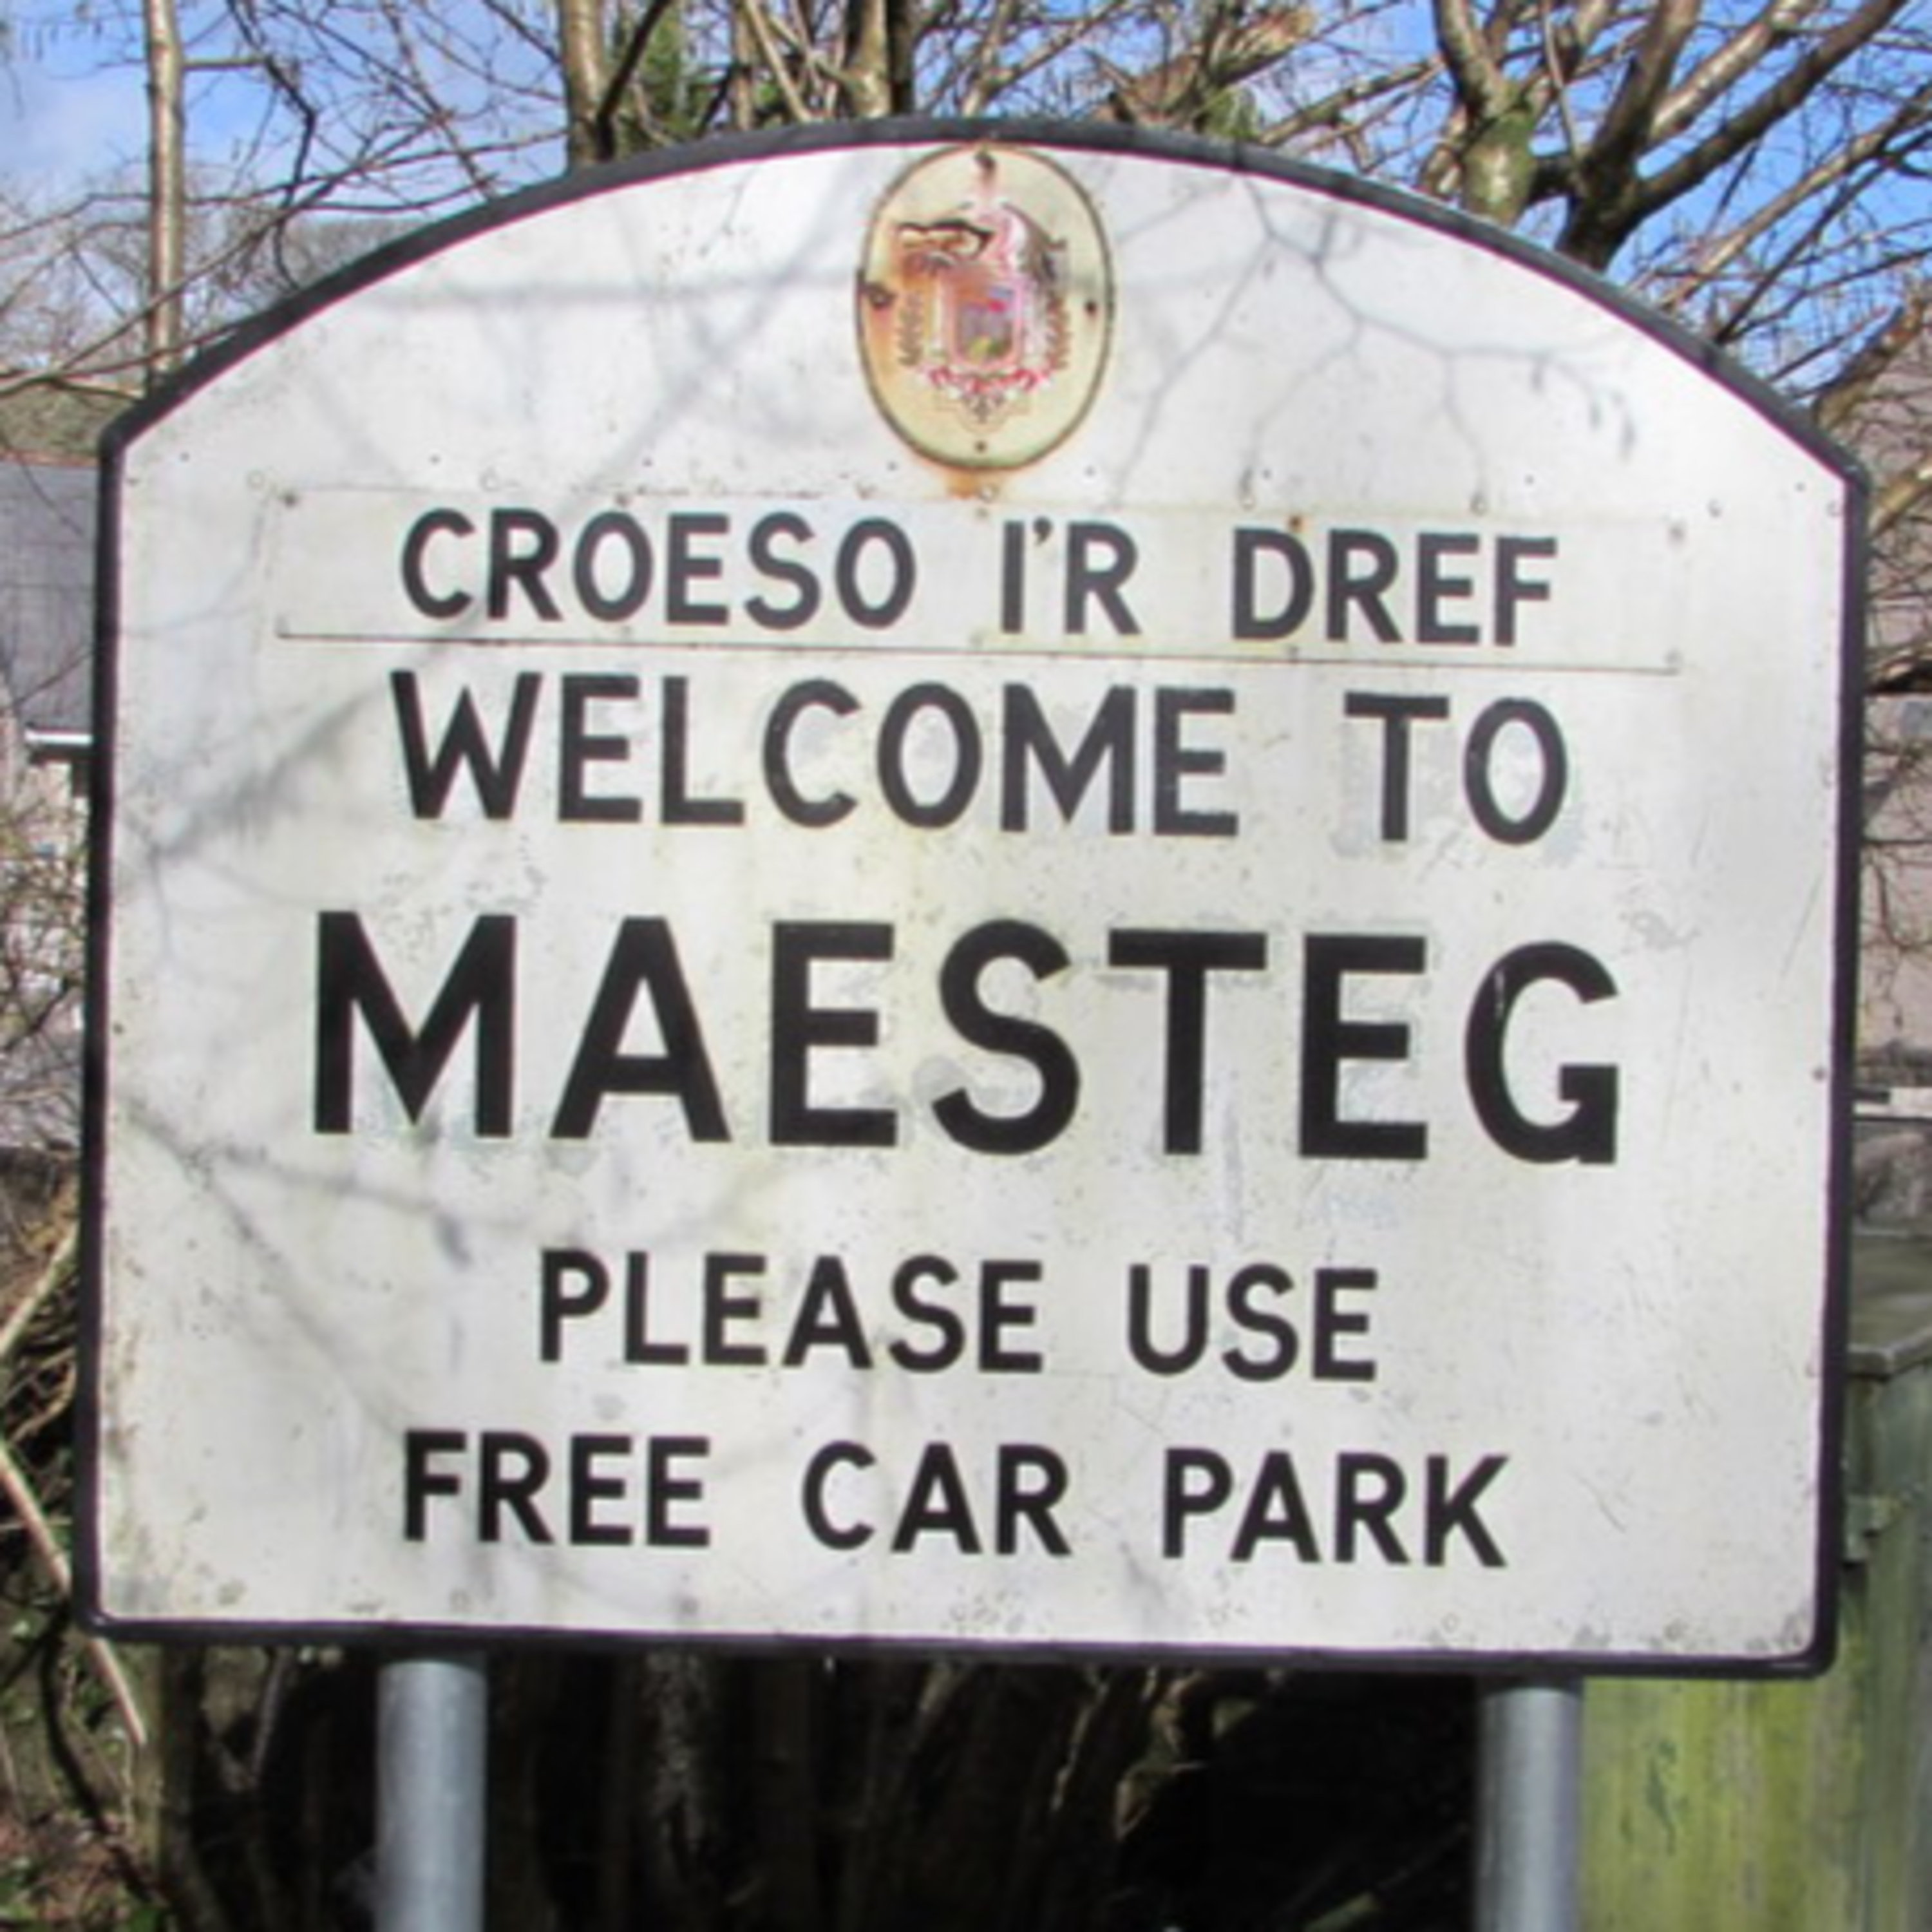 CROESO I'R DREF
WELCOME TO
MAESTEG
PLEASE USE
FREE CAR PARK